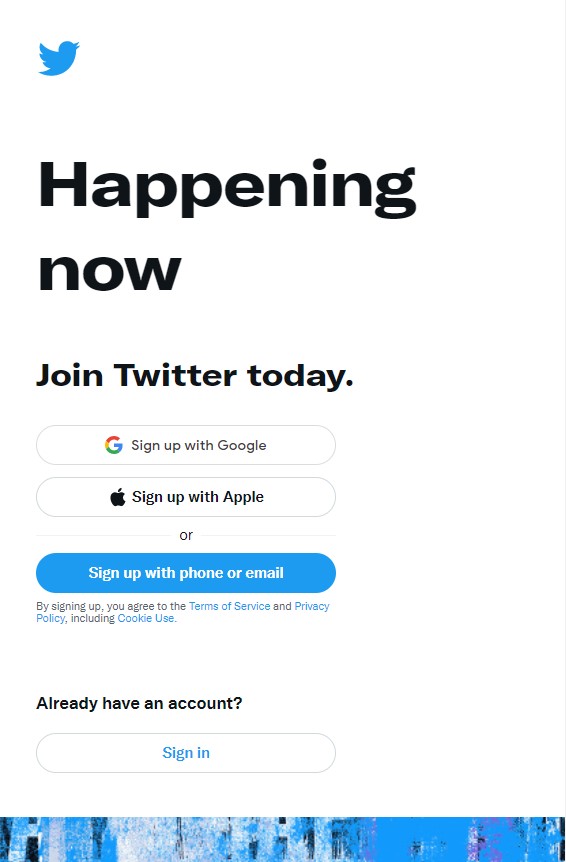 Happening
now
Join Twitter today.
Sign up with Google
Sign up with Apple
or
Sign up with phone or email
By signing up, you agree to the Terms of Service and Privacy
Policy, including Cookie Use.
Already have an account?
Sign in